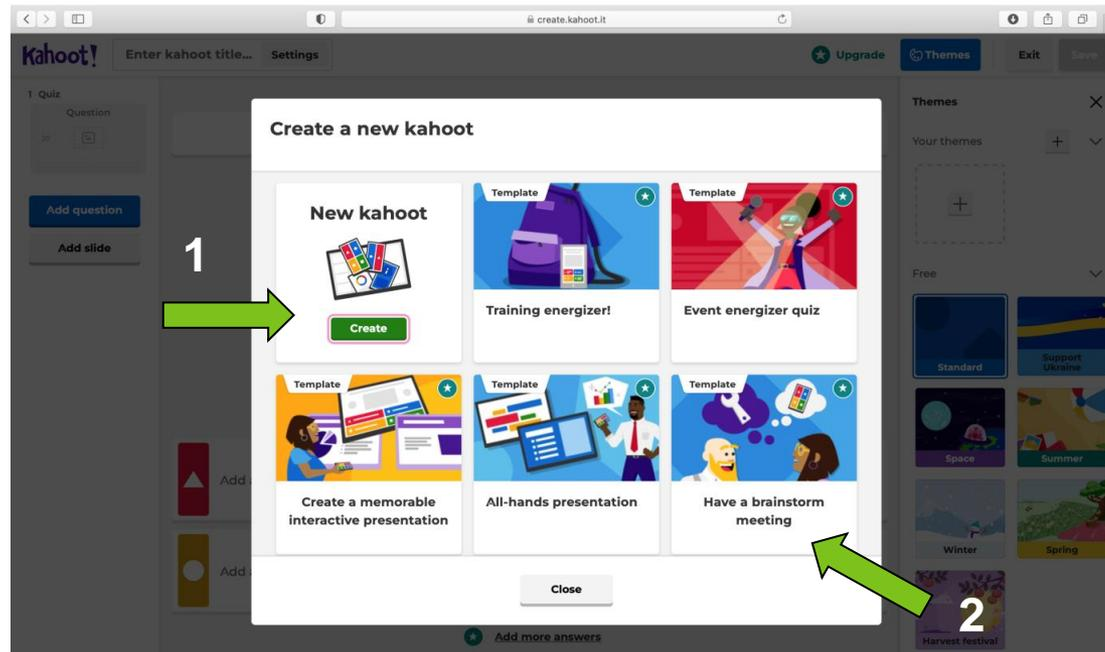 create.kahoot.it
Kahoot!
Enter kahoot title...
Settings
Upgrade
Themes
Exit
Save
1 Quiz
Question
20
Add question
Add slide
1
Create a new kahoot
New kahoot
Create
Template
Training energizer!
Template
Event energizer quiz
Template
Create a memorable
interactive presentation
Template
All-hands presentation
Template
Have a brainstorm
meeting
Close
Add
Add
Add more answers
Themes
Your themes
Free
Standard
Support
Ukraine
Space
Summer
Winter
Spring
Harvest festival
2